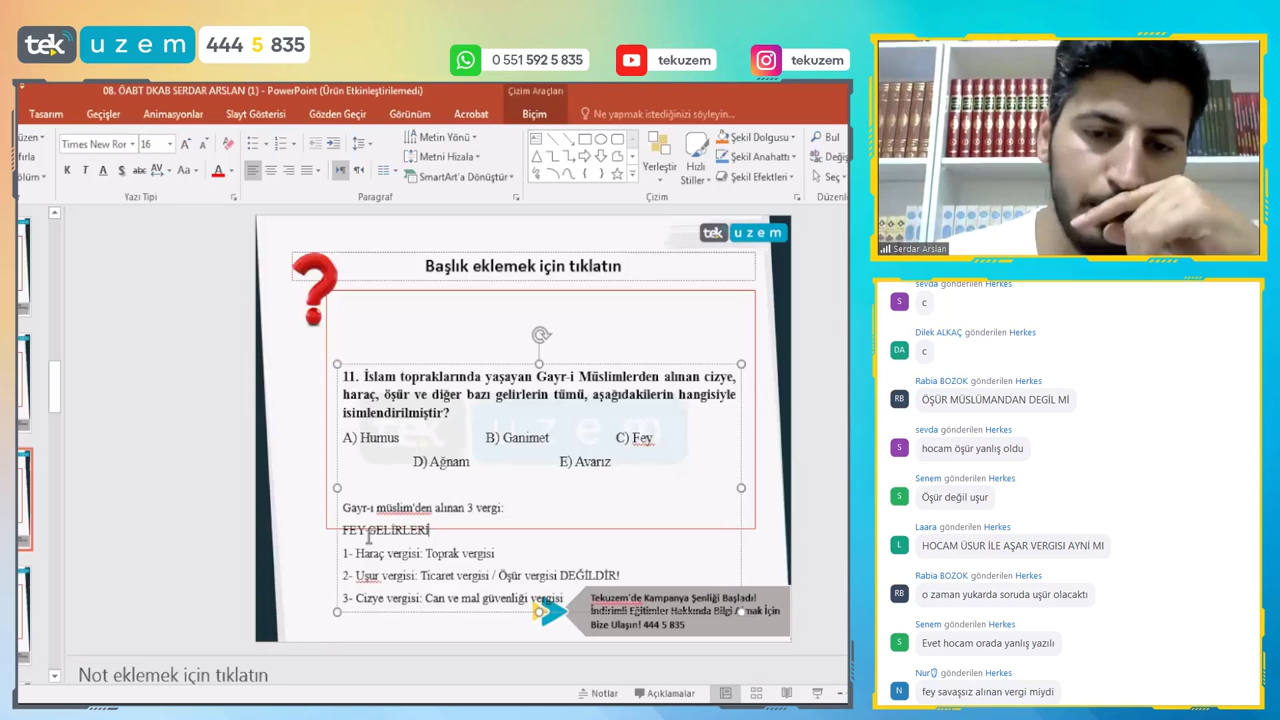 tek uzem 444 5 835
0 551 592 5 835 tekuzem tekuzem
08. ÖABT DKAB SERDAR ARSLAN (1) - PowerPoint (Ürün Etkinleştirilemedi)
Çizim Araçları
Tasarım Geçişler Animasyonlar Slayt Gösterisi Gözden Geçir Görünüm Acrobat Biçim Ne yapmak istediğinizi söyleyin...
üzen
fırla
ölüm
Times New Ror 16
K T A S abc AV Aa A
Metin Yönü
Metni Hizala
SmartArt'a Dönüştür
Yerleştir
Hızlı
Stiller
Şekil Dolgusu
Şekil Anahattı
Şekil Efektleri
Bul
Değiş
Seç
Yazı Tipi Paragraf Çizim Düzenle
tek uzem
Başlık eklemek için tıklatın
11. İslam topraklarında yaşayan Gayr-i Müslimlerden alınan cizye,
haraç, öşür ve diğer bazı gelirlerin tümü, aşağıdakilerin hangisiyle
isimlendirilmiştir?
A) Humus B) Ganimet C) Fey
D) Ağnam E) Avarız
Gayr-ı müslim'den alınan 3 vergi:
FEY GELİRLERİ
1- Haraç vergisi: Toprak vergisi
2- Uşur vergisi: Ticaret vergisi / Öşür vergisi DEĞİLDİR!
3- Cizye vergisi: Can ve mal güvenliği vergisi
Tekuzem'de Kampanya Şenliği Başladı!
İndirimli Eğitimler Hakkında Bilgi Almak İçin
Bize Ulaşın! 444 5 835
Not eklemek için tıklatın
Notlar Açıklamalar
Serdar Arslan
sevda gönderilen Herkes
S c
Dilek ALKAÇ gönderilen Herkes
DA c
Rabia BOZOK gönderilen Herkes
RB ÖŞÜR MÜSLÜMANDAN DEGİL Mİ
sevda gönderilen Herkes
S hocam öşür yanlış oldu
Senem gönderilen Herkes
S Öşür değil uşur
Laara gönderilen Herkes
L HOCAM ÜSUR İLE AŞAR VERGISI AYNİ MI
Rabia BOZOK gönderilen Herkes
RB o zaman yukarda soruda uşür olacaktı
Senem gönderilen Herkes
S Evet hocam orada yanlış yazılı
Nur gönderilen Herkes
N fey savaşsız alınan vergi miydi